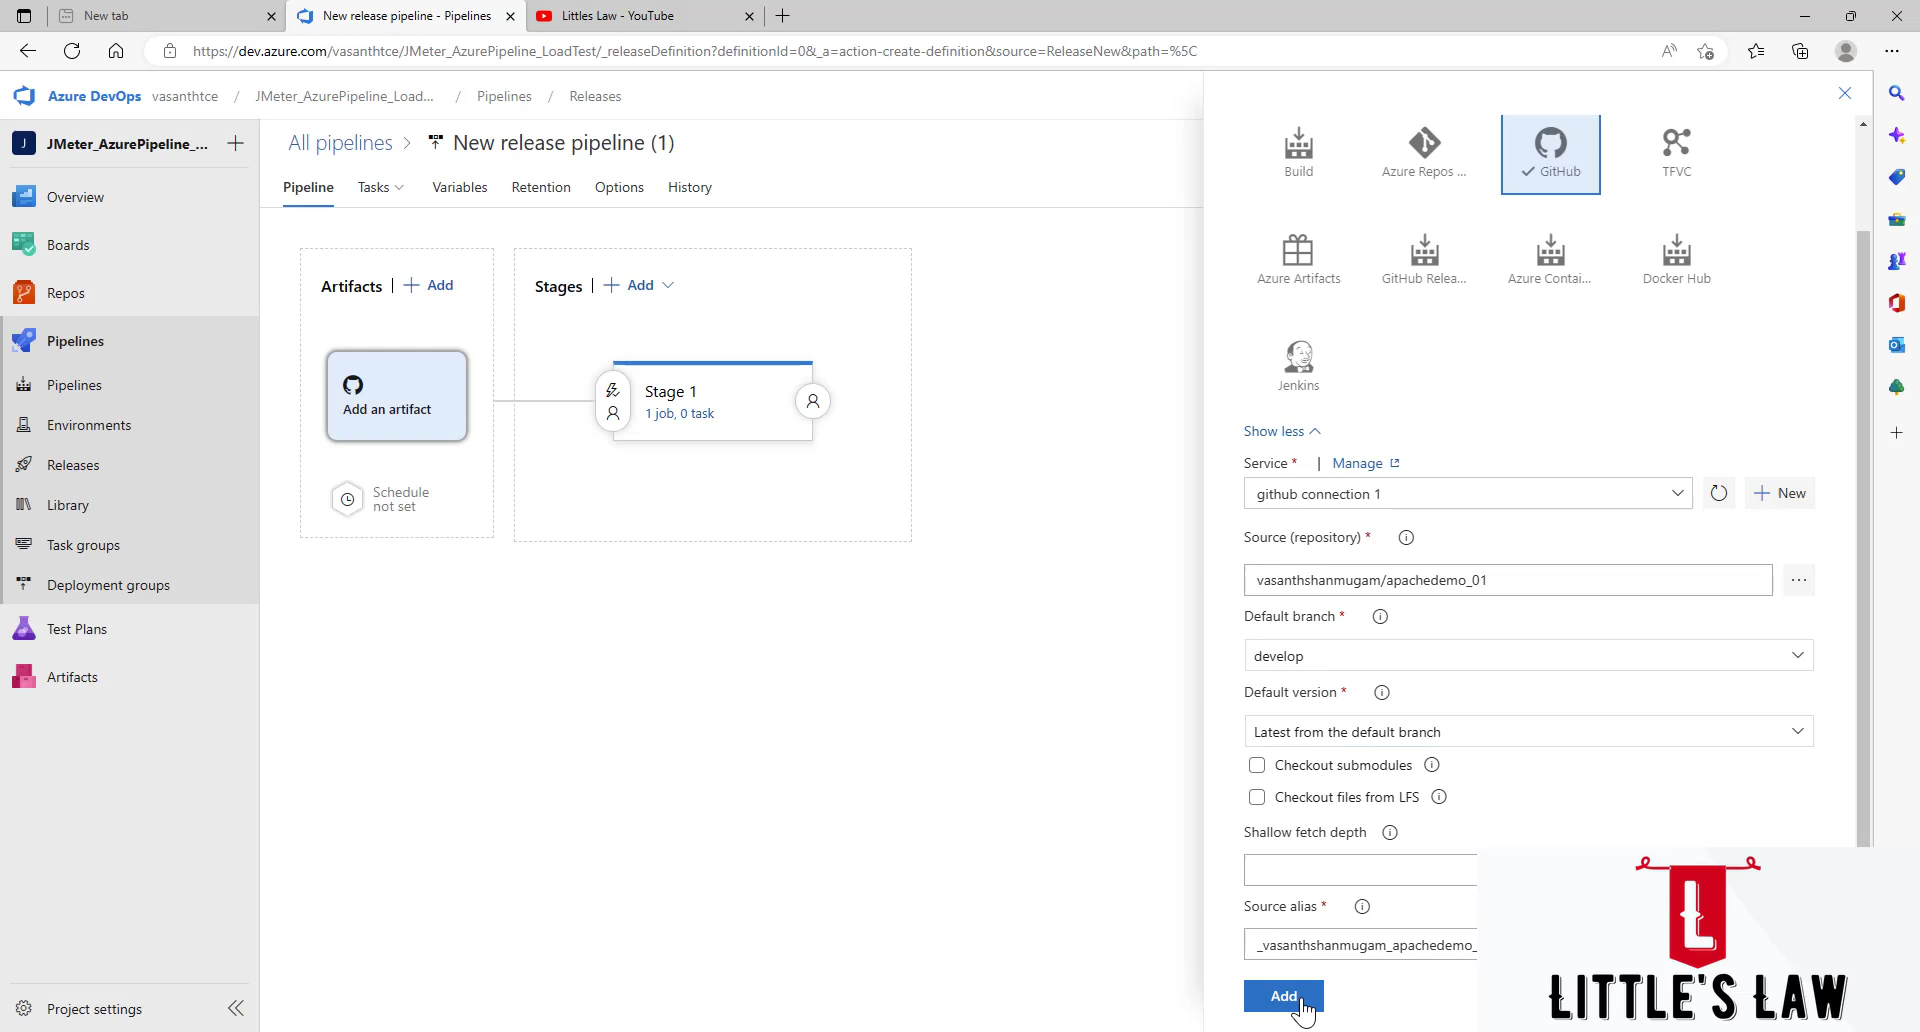 New tab
New release pipeline - Pipelines
Littles Law - YouTube
https://dev.azure.com/vasanthtce/JMeter_AzurePipeline_LoadTest/_releaseDefinition?definitionId=0&_a=action-create-definition&source=ReleaseNew&path=%5C
Azure DevOps vasanthtce / JMeter_AzurePipeline_Load... / Pipelines / Releases
J JMeter_AzurePipeline_...
All pipelines > New release pipeline (1)
Pipeline Tasks Variables Retention Options History
Overview
Boards
Repos
Pipelines
Pipelines
Environments
Releases
Library
Task groups
Deployment groups
Test Plans
Artifacts
Project settings
Artifacts | + Add
Add an artifact
Schedule
not set
Stages | + Add
Stage 1
1 job, 0 task
Build
Azure Repos ...
GitHub
TFVC
Azure Artifacts
GitHub Relea...
Azure Contai...
Docker Hub
Jenkins
Show less
Service * | Manage
github connection 1
+ New
Source (repository) *
vasanthshanmugam/apachedemo_01
...
Default branch *
develop
Default version *
Latest from the default branch
Checkout submodules
Checkout files from LFS
Shallow fetch depth
Source alias *
_vasanthshanmugam_apachedemo_
Add
L
LITTLE'S LAW